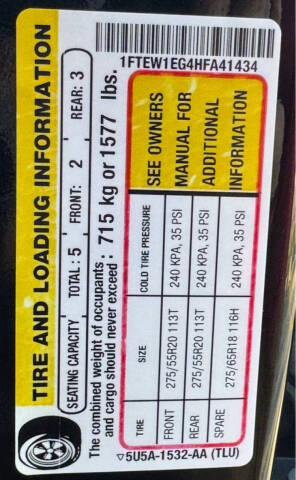 1FTEW1EG4HFA41434
TIRE AND LOADING INFORMATION
SEATING CAPACITY TOTAL : 5 FRONT: 2 REAR: 3
The combined weight of occupants
and cargo should never exceed : 715 kg or 1577 lbs.
TIRE SIZE COLD TIRE PRESSURE
FRONT 275/55R20 113T 240 KPA, 35 PSI
REAR 275/55R20 113T 240 KPA, 35 PSI
SPARE 275/65R18 116H 240 KPA, 35 PSI
SEE OWNERS
MANUAL FOR
ADDITIONAL
INFORMATION
▽5U5A-1532-AA (TLU)